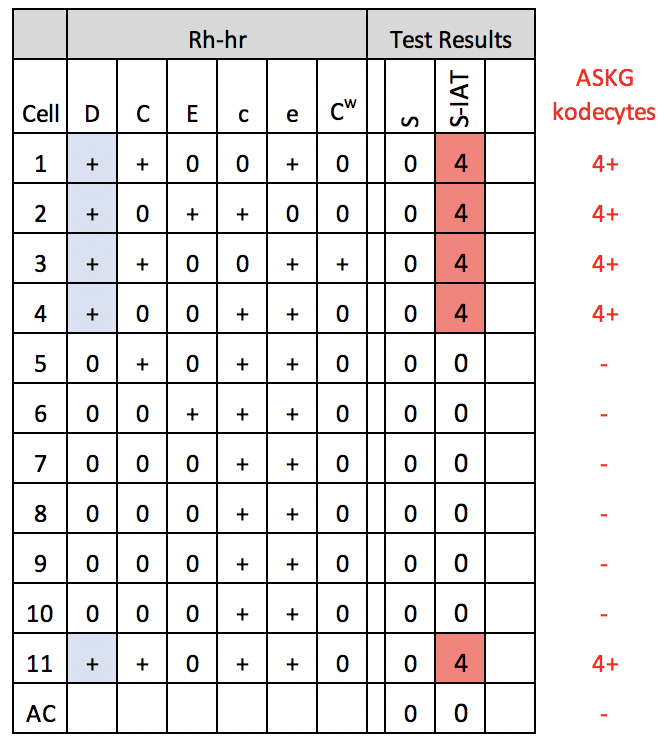 Rh-hr Test Results
ASKG
kodecytes
Cell D C E c e Cʷ S S-IAT
1 + + 0 0 + 0 0 4 4+
2 + 0 + + 0 0 0 4 4+
3 + + 0 0 + + 0 4 4+
4 + 0 0 + + 0 0 4 4+
5 0 + 0 + + 0 0 0 -
6 0 0 + + + 0 0 0 -
7 0 0 0 + + 0 0 0 -
8 0 0 0 + + 0 0 0 -
9 0 0 0 + + 0 0 0 -
10 0 0 0 + + 0 0 0 -
11 + + 0 + + 0 0 4 4+
AC 0 0 -